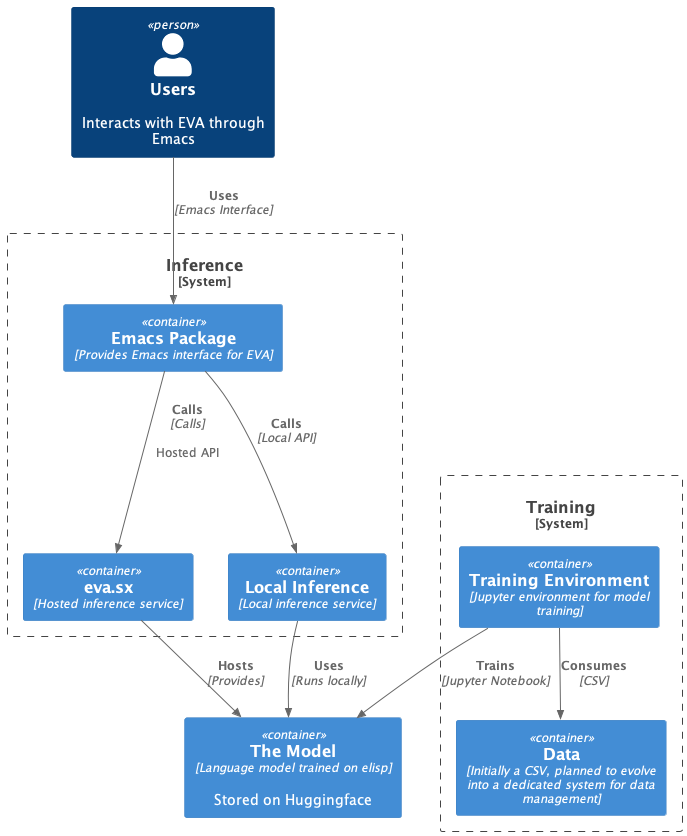 «person»
Users
Interacts with EVA through
Emacs
Uses
[Emacs Interface]
Inference
[System]
«container»
Emacs Package
[Provides Emacs interface for EVA]
Calls
[Calls]
Hosted API
Calls
[Local API]
«container»
eva.sx
[Hosted inference service]
«container»
Local Inference
[Local inference service]
Training
[System]
«container»
Training Environment
[Jupyter environment for model
training]
Hosts
[Provides]
Uses
[Runs locally]
Trains
[Jupyter Notebook]
Consumes
[CSV]
«container»
The Model
[Language model trained on elisp]
Stored on Huggingface
«container»
Data
[Initially a CSV, planned to evolve
into a dedicated system for data
management]